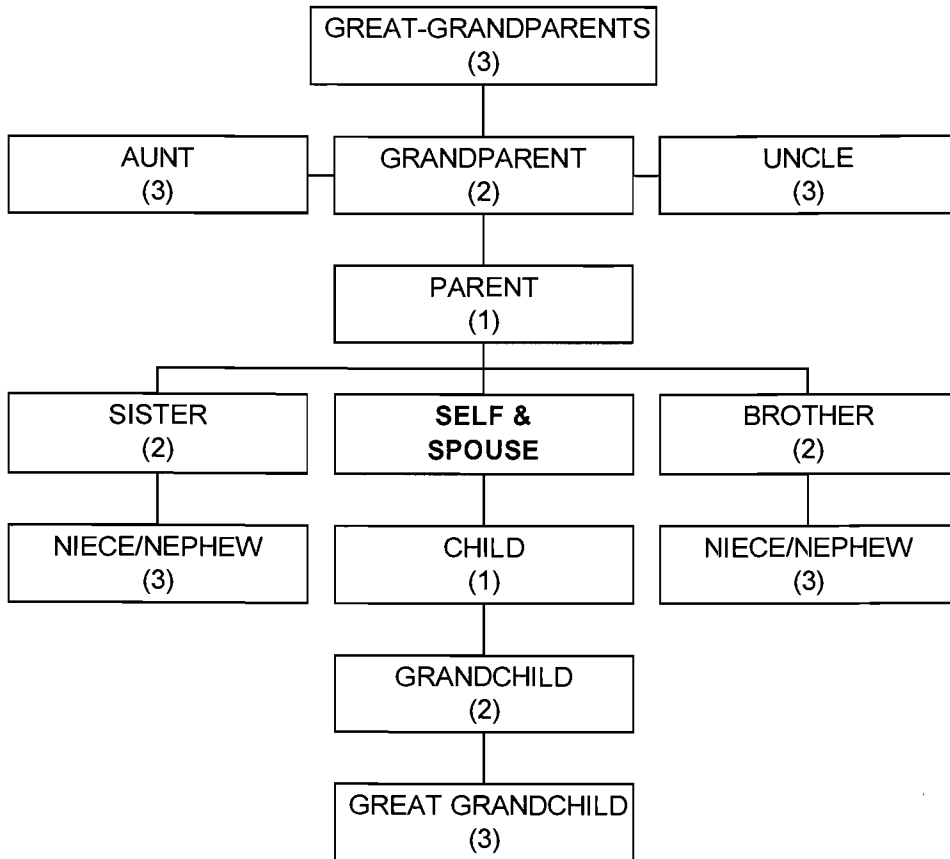 GREAT-GRANDPARENTS
(3)
AUNT
(3)
GRANDPARENT
(2)
UNCLE
(3)
PARENT
(1)
SISTER
(2)
SELF &
SPOUSE
BROTHER
(2)
NIECE/NEPHEW
(3)
CHILD
(1)
NIECE/NEPHEW
(3)
GRANDCHILD
(2)
GREAT GRANDCHILD
(3)